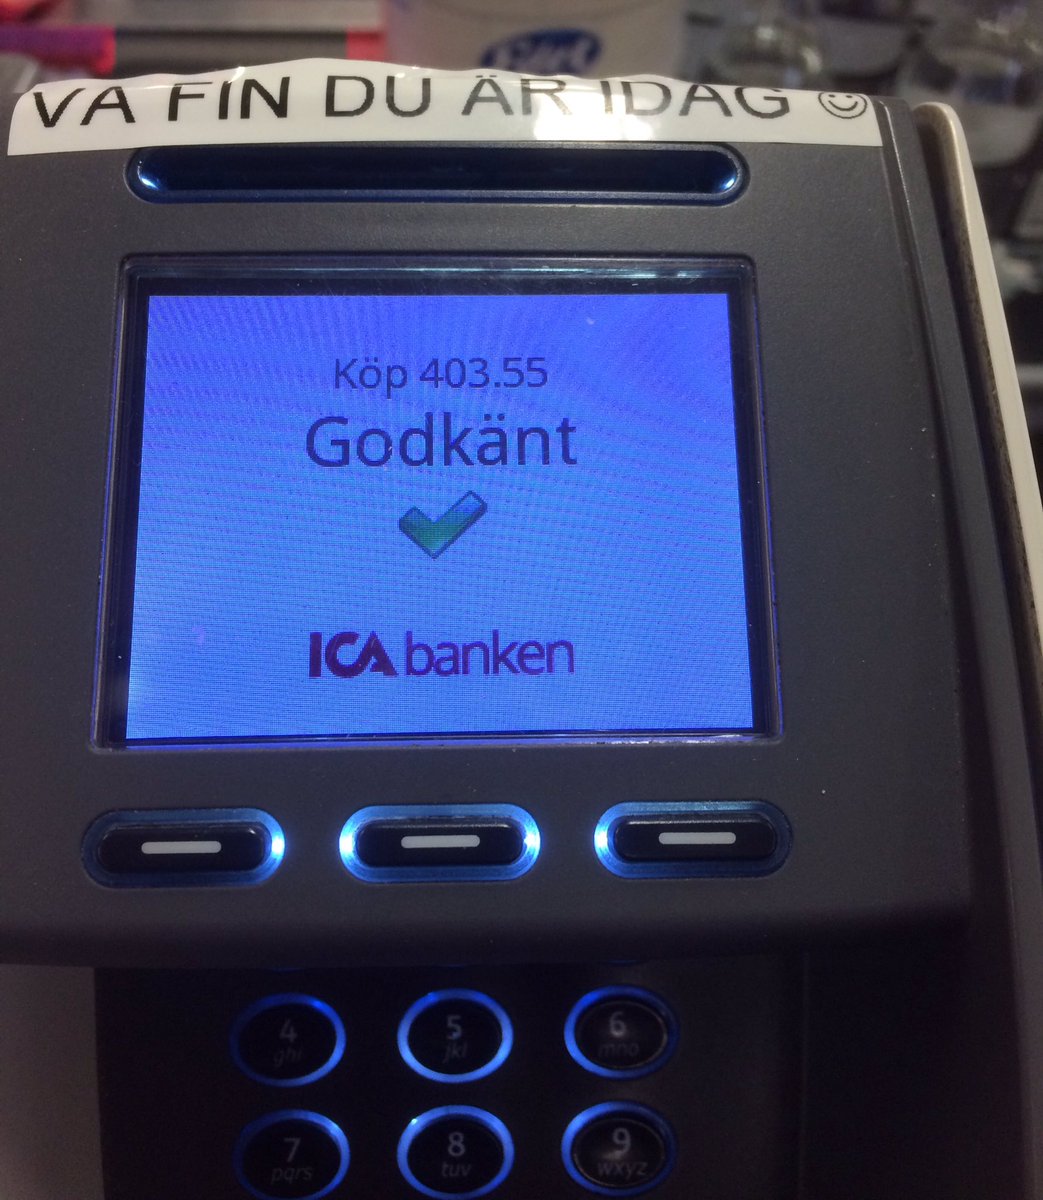 VA FIN DU ÄR IDAG ☺
Köp 403.55
Godkänt
ICA banken
4 5 6
ghi jkl mno
7 8 9
pqrs tuv wxyz